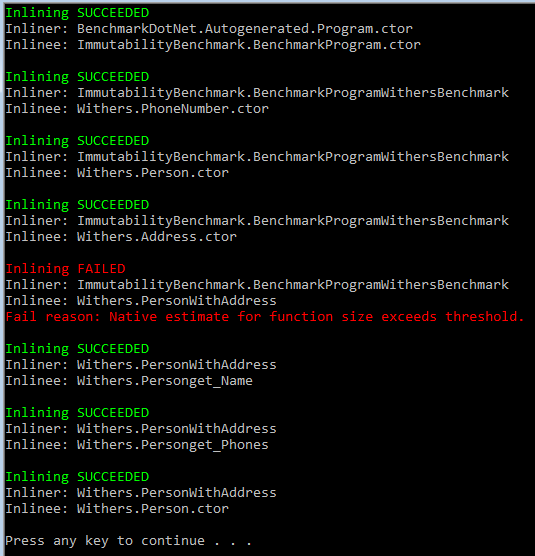 Inlining SUCCEEDED
Inliner: BenchmarkDotNet.Autogenerated.Program.ctor
Inlinee: ImmutabilityBenchmark.BenchmarkProgram.ctor
Inlining SUCCEEDED
Inliner: ImmutabilityBenchmark.BenchmarkProgramWithersBenchmark
Inlinee: Withers.PhoneNumber.ctor
Inlining SUCCEEDED
Inliner: ImmutabilityBenchmark.BenchmarkProgramWithersBenchmark
Inlinee: Withers.Person.ctor
Inlining SUCCEEDED
Inliner: ImmutabilityBenchmark.BenchmarkProgramWithersBenchmark
Inlinee: Withers.Address.ctor
Inlining FAILED
Inliner: ImmutabilityBenchmark.BenchmarkProgramWithersBenchmark
Inlinee: Withers.PersonWithAddress
Fail reason: Native estimate for function size exceeds threshold.
Inlining SUCCEEDED
Inliner: Withers.PersonWithAddress
Inlinee: Withers.Personget_Name
Inlining SUCCEEDED
Inliner: Withers.PersonWithAddress
Inlinee: Withers.Personget_Phones
Inlining SUCCEEDED
Inliner: Withers.PersonWithAddress
Inlinee: Withers.Person.ctor
Press any key to continue . . .